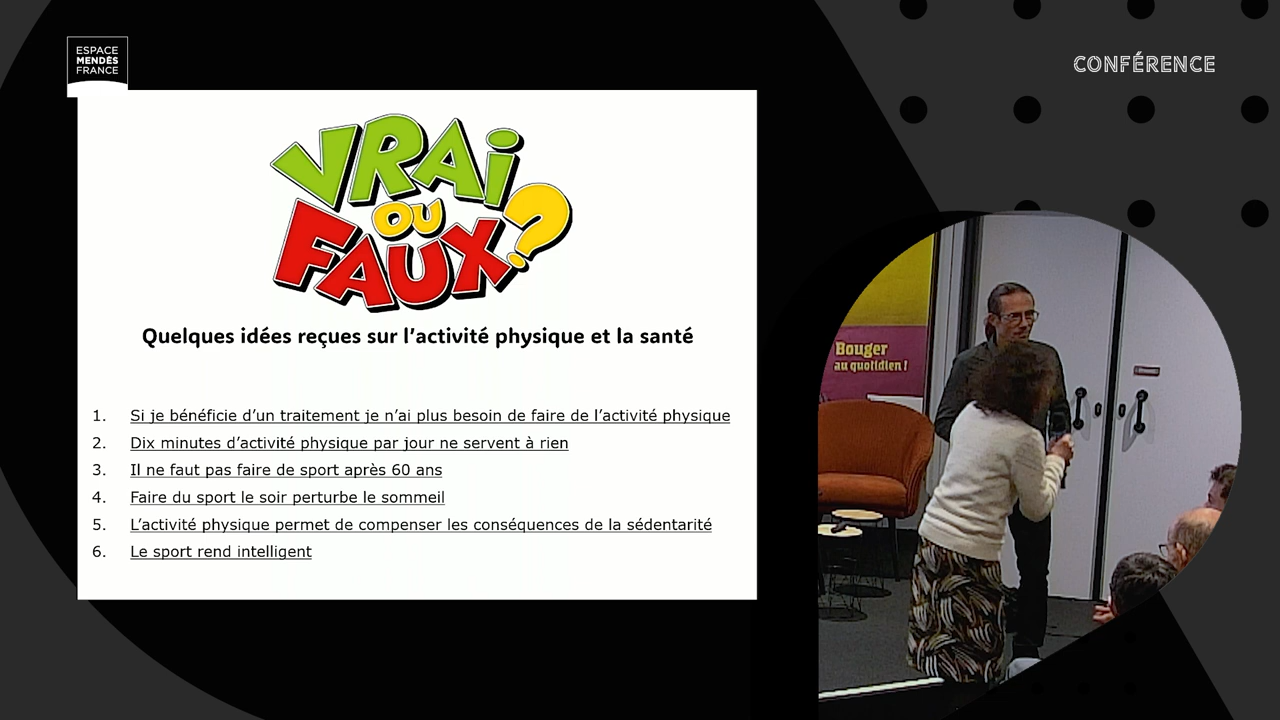 ESPACE
MENDÈS
FRANCE
CONFÉRENCE
VRAi
OU
FAUX?
Quelques idées reçues sur l'activité physique et la santé
1. Si je bénéficie d'un traitement je n'ai plus besoin de faire de l'activité physique
2. Dix minutes d'activité physique par jour ne servent à rien
3. Il ne faut pas faire de sport après 60 ans
4. Faire du sport le soir perturbe le sommeil
5. L'activité physique permet de compenser les conséquences de la sédentarité
6. Le sport rend intelligent
Bouger
au quotidien !